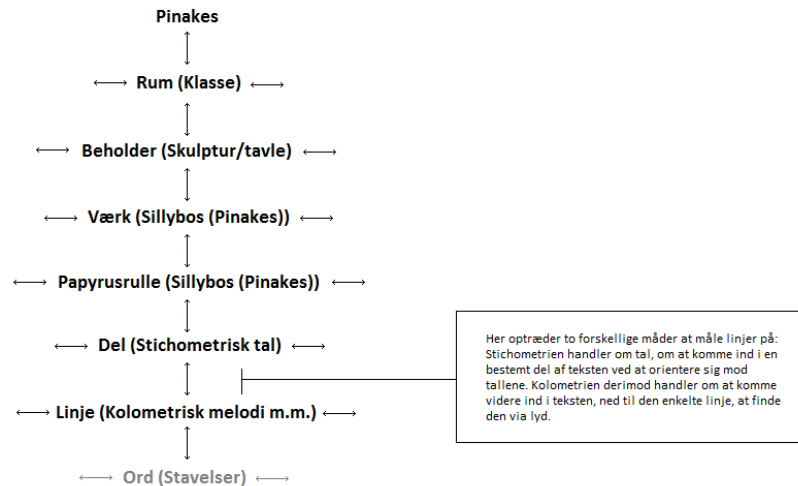 Pinakes
Rum (Klasse)
Beholder (Skulptur/tavle)
Værk (Sillybos (Pinakes))
Papyrusrulle (Sillybos (Pinakes))
Del (Stichometrisk tal)
Her optræder to forskellige måder at måle linjer på:
Stichometrien handler om tal, om at komme ind i en
bestemt del af teksten ved at orientere sig mod
tallene. Kolometrien derimod handler om at komme
videre ind i teksten, ned til den enkelte linje, at finde
den via lyd.
Linje (Kolometrisk melodi m.m.)
Ord (Stavelser)